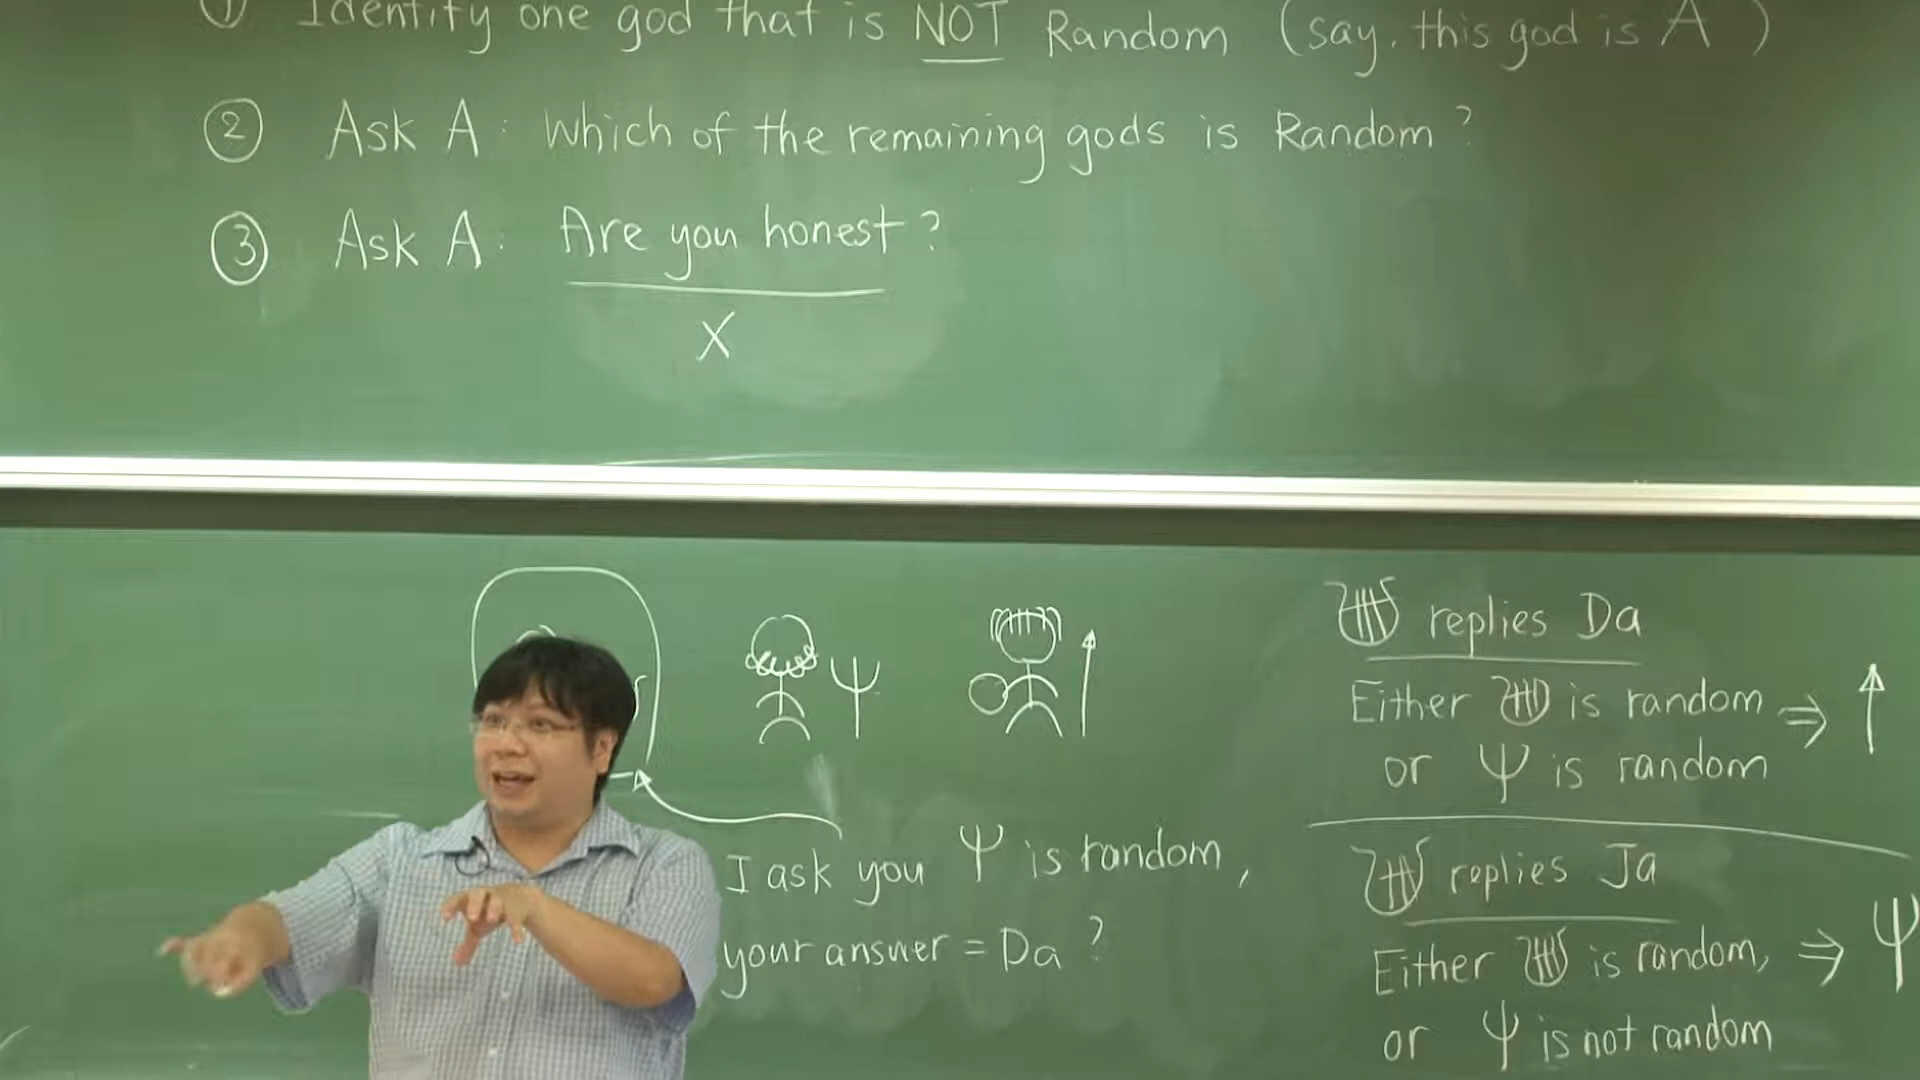 ① Identify one god that is NOT Random (say, this god is A)
② Ask A: Which of the remaining gods is Random?
③ Ask A: Are you honest?
X
Ψ
I ask you Ψ is random,
your answer = Da?
replies Da
Either is random ⇒ ↑
or Ψ is random
replies Ja
Either is random, ⇒ Ψ
or Ψ is not random